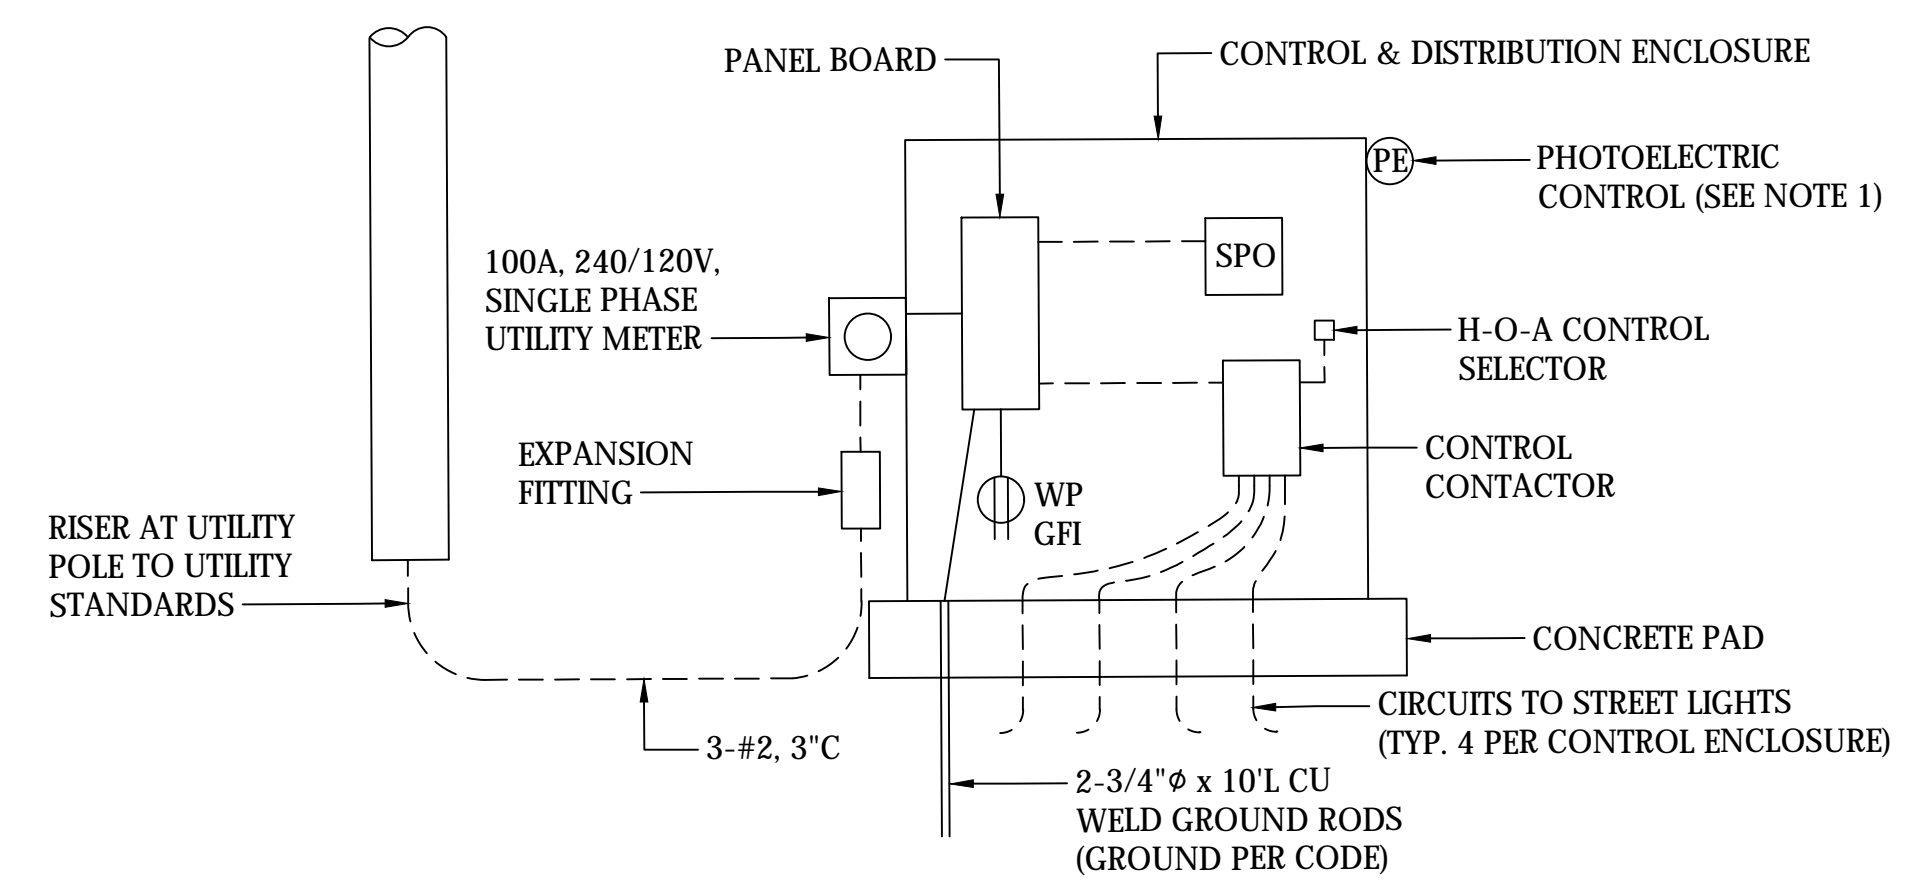 PANEL BOARD
CONTROL & DISTRIBUTION ENCLOSURE
PE
PHOTOELECTRIC
CONTROL (SEE NOTE 1)
100A, 240/120V,
SINGLE PHASE
UTILITY METER
SPO
H-O-A CONTROL
SELECTOR
EXPANSION
FITTING
WP
GFI
CONTROL
CONTACTOR
RISER AT UTILITY
POLE TO UTILITY
STANDARDS
CONCRETE PAD
3-#2, 3"C
CIRCUITS TO STREET LIGHTS
(TYP. 4 PER CONTROL ENCLOSURE)
2-3/4"⌀ x 10'L CU
WELD GROUND RODS
(GROUND PER CODE)